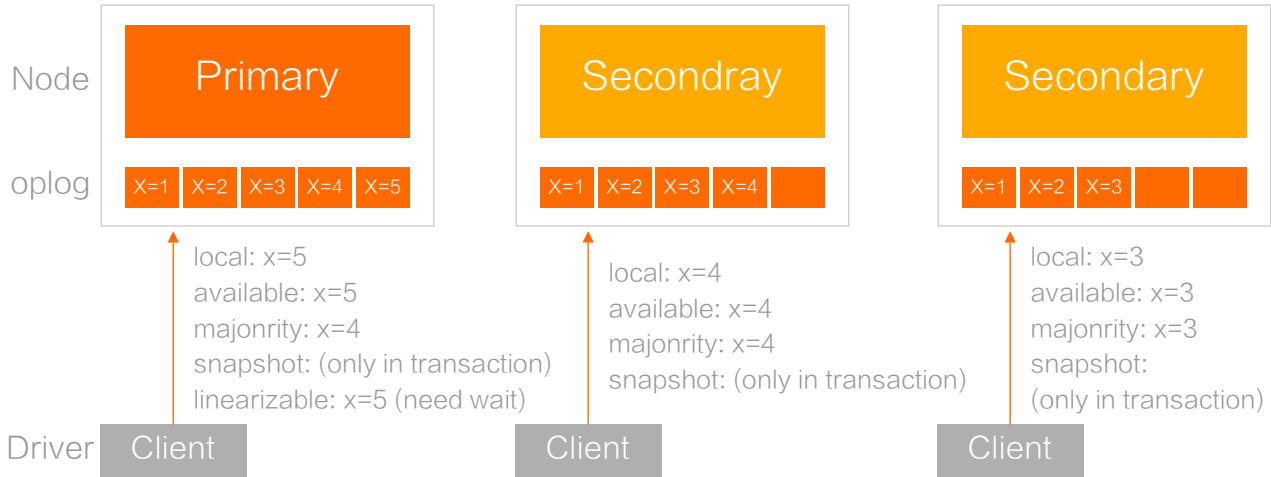 Node
Primary
Secondray
Secondary
oplog
X=1 X=2 X=3 X=4 X=5
X=1 X=2 X=3 X=4
X=1 X=2 X=3
local: x=5
available: x=5
majonrity: x=4
snapshot: (only in transaction)
linearizable: x=5 (need wait)
local: x=4
available: x=4
majonrity: x=4
snapshot: (only in transaction)
local: x=3
available: x=3
majonrity: x=3
snapshot:
(only in transaction)
Driver
Client
Client
Client